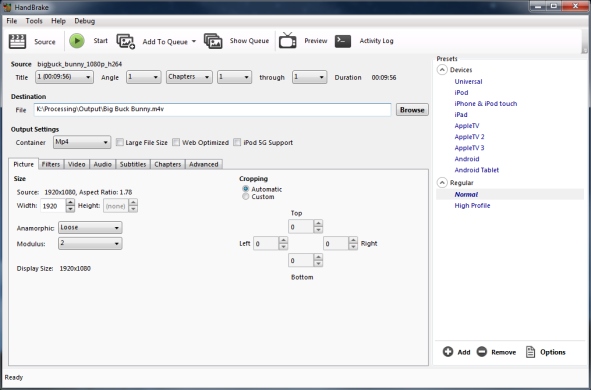 HandBrake
File Tools Help Debug
Source Start Add To Queue Show Queue Preview Activity Log
Source bigbuck_bunny_1080p_h264
Title 1 (00:09:56) Angle 1 Chapters 1 through 1 Duration 00:09:56
Destination
File K:\Processing\Output\Big Buck Bunny.m4v Browse
Output Settings
Container Mp4 Large File Size Web Optimized iPod 5G Support
Picture Filters Video Audio Subtitles Chapters Advanced
Size
Source: 1920x1080, Aspect Ratio: 1.78
Width: 1920 Height: (none)
Anamorphic: Loose
Modulus: 2
Display Size: 1920x1080
Cropping
Automatic
Custom
Top
0
Left 0 0 Right
0
Bottom
Presets
Devices
Universal
iPod
iPhone & iPod touch
iPad
AppleTV
AppleTV 2
AppleTV 3
Android
Android Tablet
Regular
Normal
High Profile
Add Remove Options
Ready